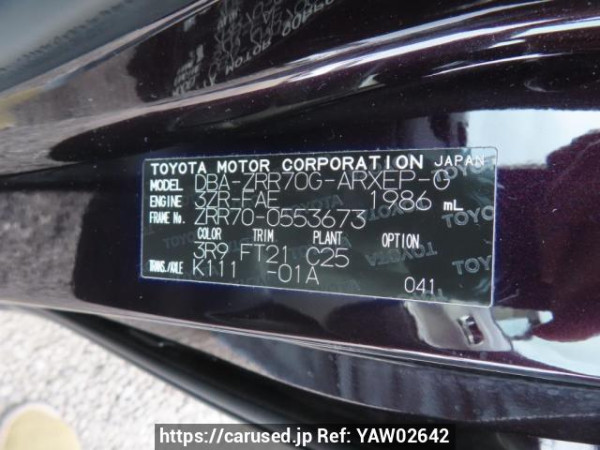 TOYOTA MOTOR CORPORATION JAPAN
MODEL DBA-ZRR70G-ARXEP-G
ENGINE 3ZR-FAE 1986 mL
FRAME No. ZRR70-0553673
COLOR TRIM PLANT OPTION
3R9 FT21 C25
TRANS./AXLE K111 -01A 041
https://carused.jp Ref: YAW02642